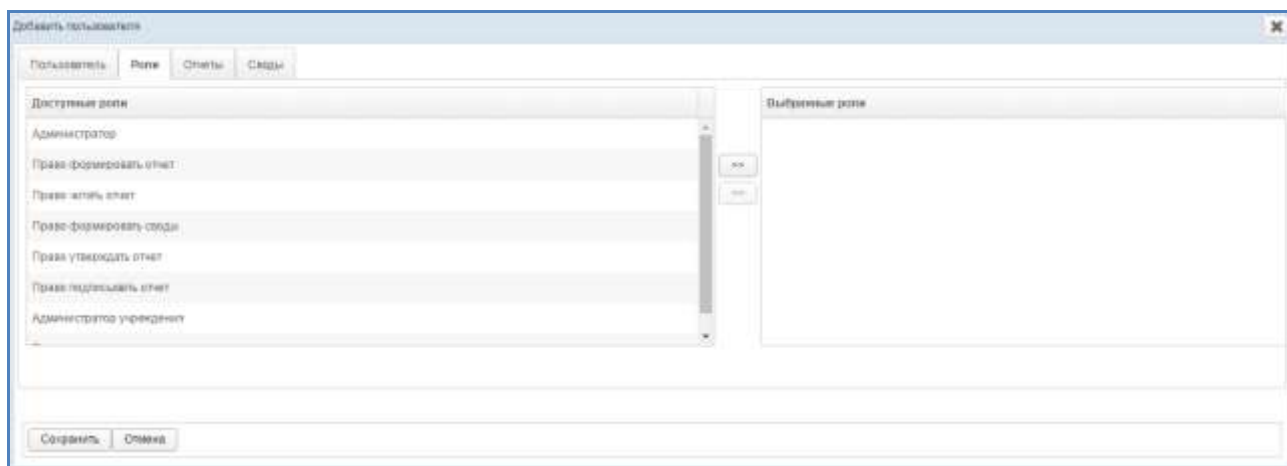 Добавить пользователя
Пользователь Роли Отчеты Своды
Доступные роли
Выбранные роли
Администратор
Право формировать отчет
>>
Право читать отчет
<<
Право формировать своды
Право утверждать отчет
Право подписывать отчет
Администратор учреждения
Сохранить Отмена